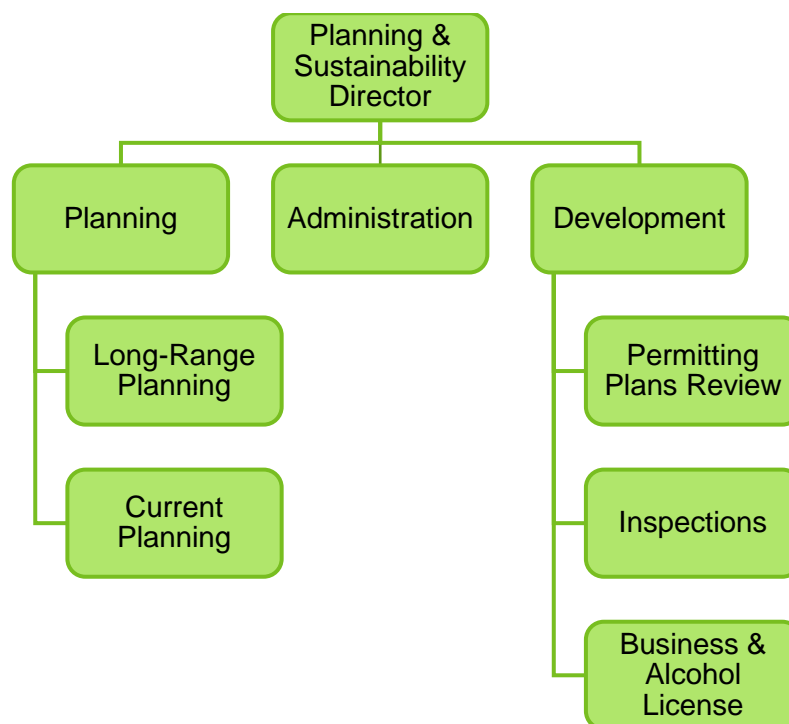 Planning &
Sustainability
Director
Planning
Administration
Development
Long-Range
Planning
Permitting
Plans Review
Current
Planning
Inspections
Business &
Alcohol
License